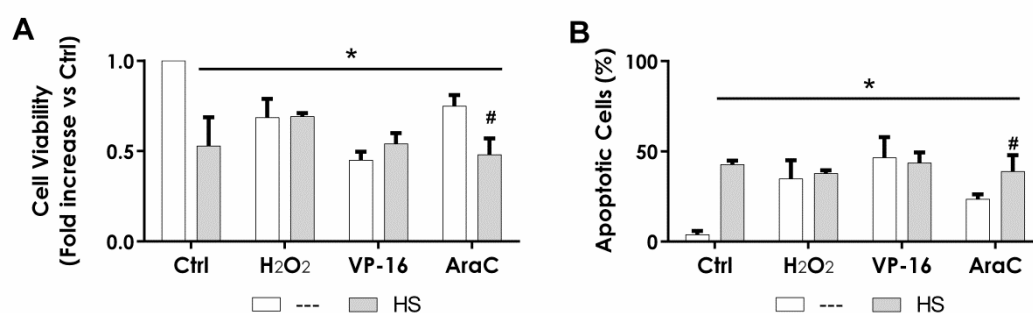 A
Cell Viability
(Fold increase vs Ctrl)
1.0
0.5
0.0
*
#
Ctrl
H2O2
VP-16
AraC
---
HS
B
Apoptotic Cells (%)
100
50
0
*
#
Ctrl
H2O2
VP-16
AraC
---
HS